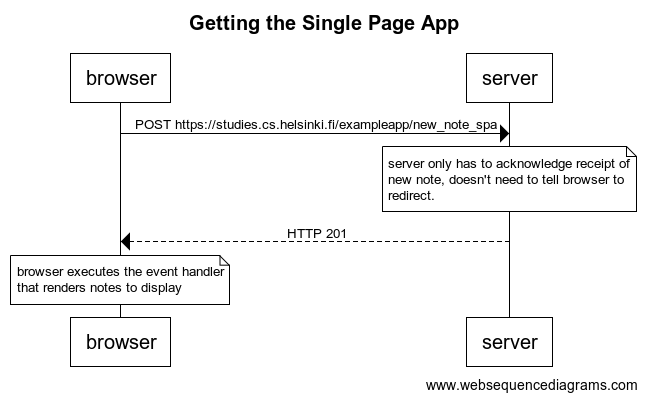 Getting the Single Page App
browser
server
POST https://studies.cs.helsinki.fi/exampleapp/new_note_spa
server only has to acknowledge receipt of
new note, doesn't need to tell browser to
redirect.
HTTP 201
browser executes the event handler
that renders notes to display
browser
server
www.websequencediagrams.com